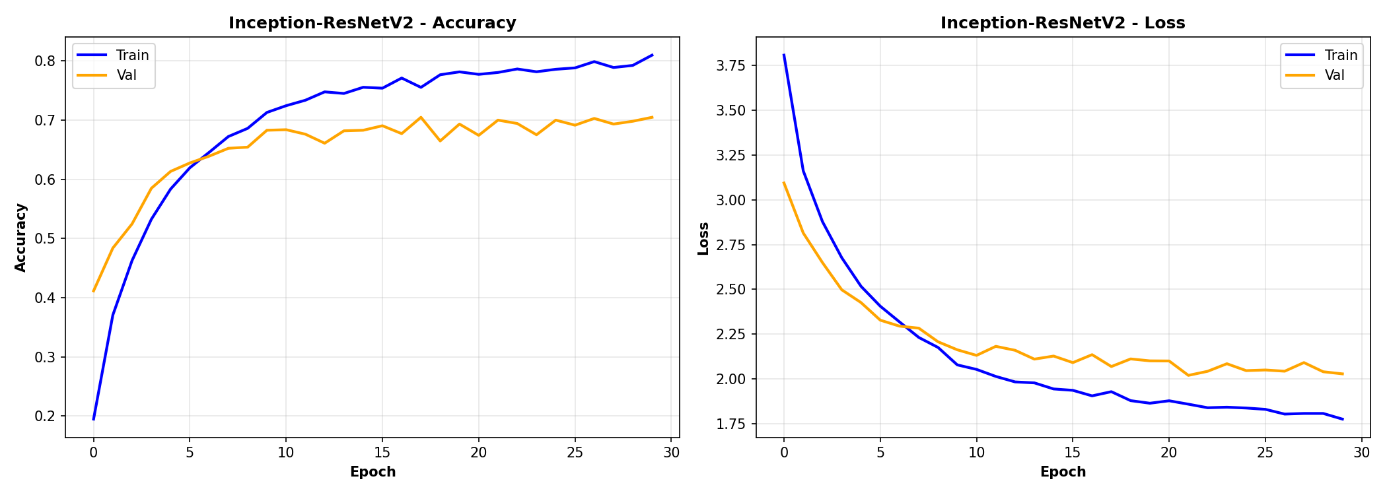 Inception-ResNetV2 - Accuracy
Train
Val
0.8
0.7
0.6
0.5
0.4
0.3
0.2
Accuracy
0 5 10 15 20 25 30
Epoch
Inception-ResNetV2 - Loss
Train
Val
3.75
3.50
3.25
3.00
2.75
2.50
2.25
2.00
1.75
Loss
0 5 10 15 20 25 30
Epoch